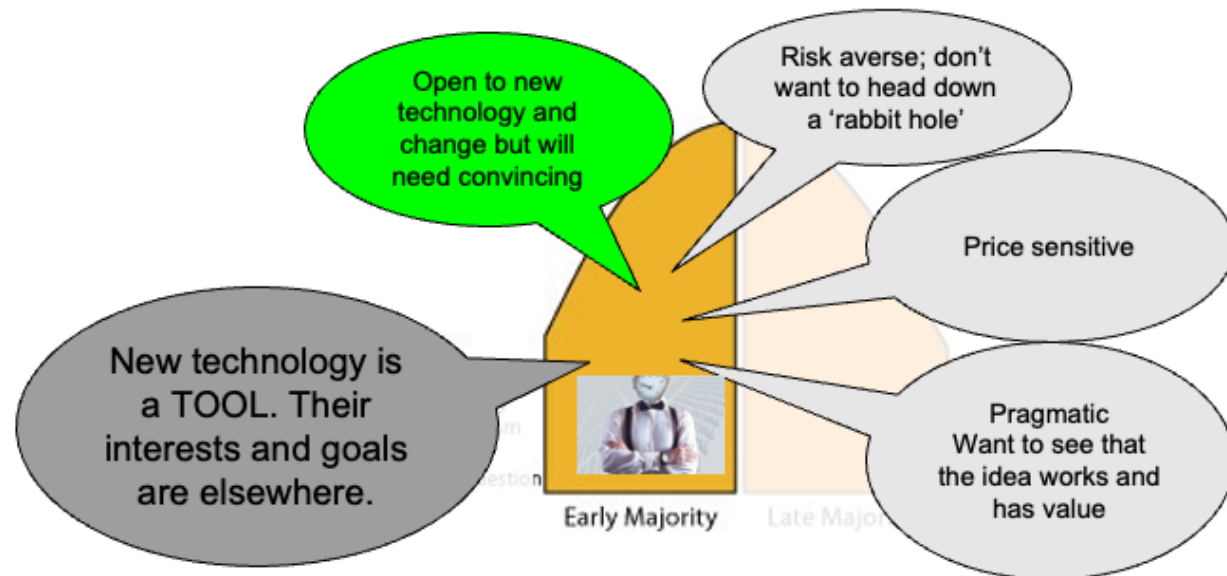 Open to new
technology and
change but will
need convincing
Risk averse; don't
want to head down
a 'rabbit hole'
Price sensitive
New technology is
a TOOL. Their
interests and goals
are elsewhere.
Pragmatic
Want to see that
the idea works and
has value
Early Majority
Late Major